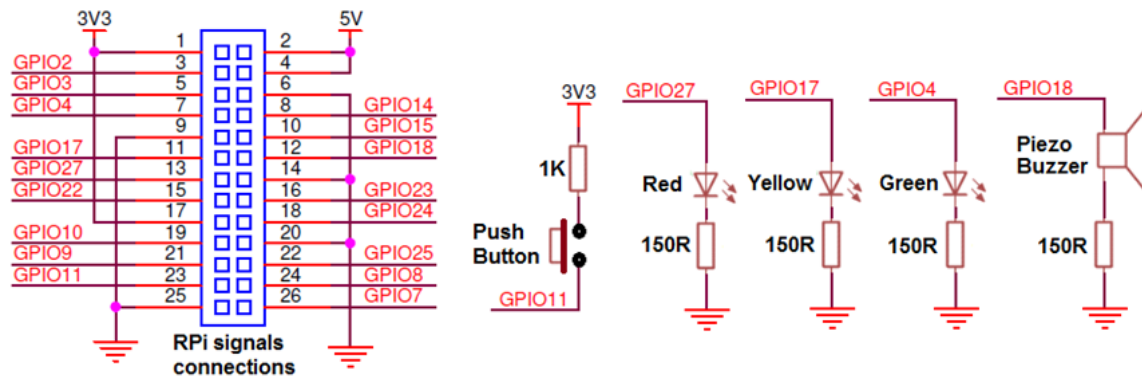 3V3
5V
1
2
GPIO2
3
4
GPIO3
5
6
GPIO4
7
8
GPIO14
9
10
GPIO15
GPIO17
11
12
GPIO18
GPIO27
13
14
GPIO22
15
16
GPIO23
17
18
GPIO24
GPIO10
19
20
GPIO9
21
22
GPIO25
GPIO11
23
24
GPIO8
25
26
GPIO7
RPi signals
connections
3V3
1K
Push
Button
GPIO11
GPIO27
Red
150R
GPIO17
Yellow
150R
GPIO4
Green
150R
GPIO18
Piezo
Buzzer
150R